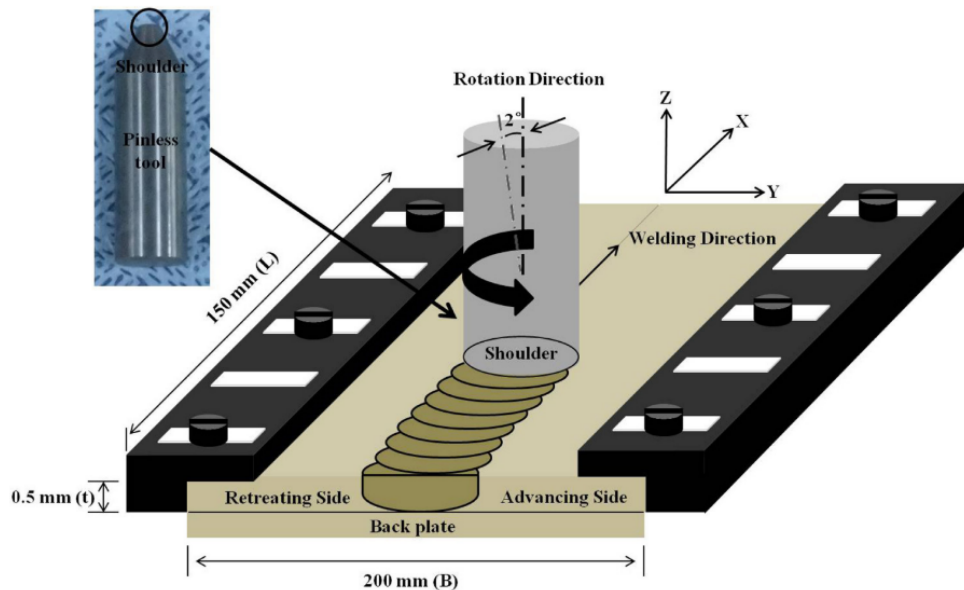 Shoulder
Pinless
tool
Rotation Direction
2°
Z
X
Y
Welding Direction
150 mm (L)
Shoulder
0.5 mm (t)
Retreating Side
Advancing Side
Back plate
200 mm (B)